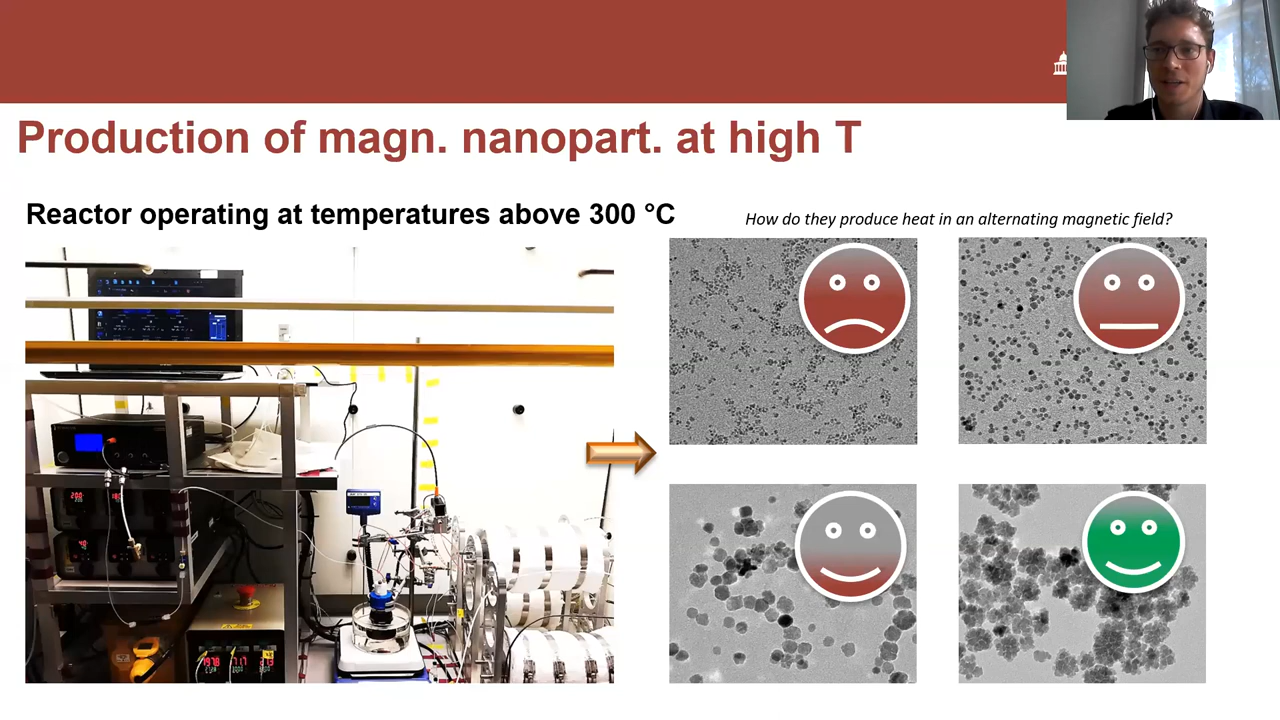 Production of magn. nanopart. at high T
Reactor operating at temperatures above 300 °C
How do they produce heat in an alternating magnetic field?